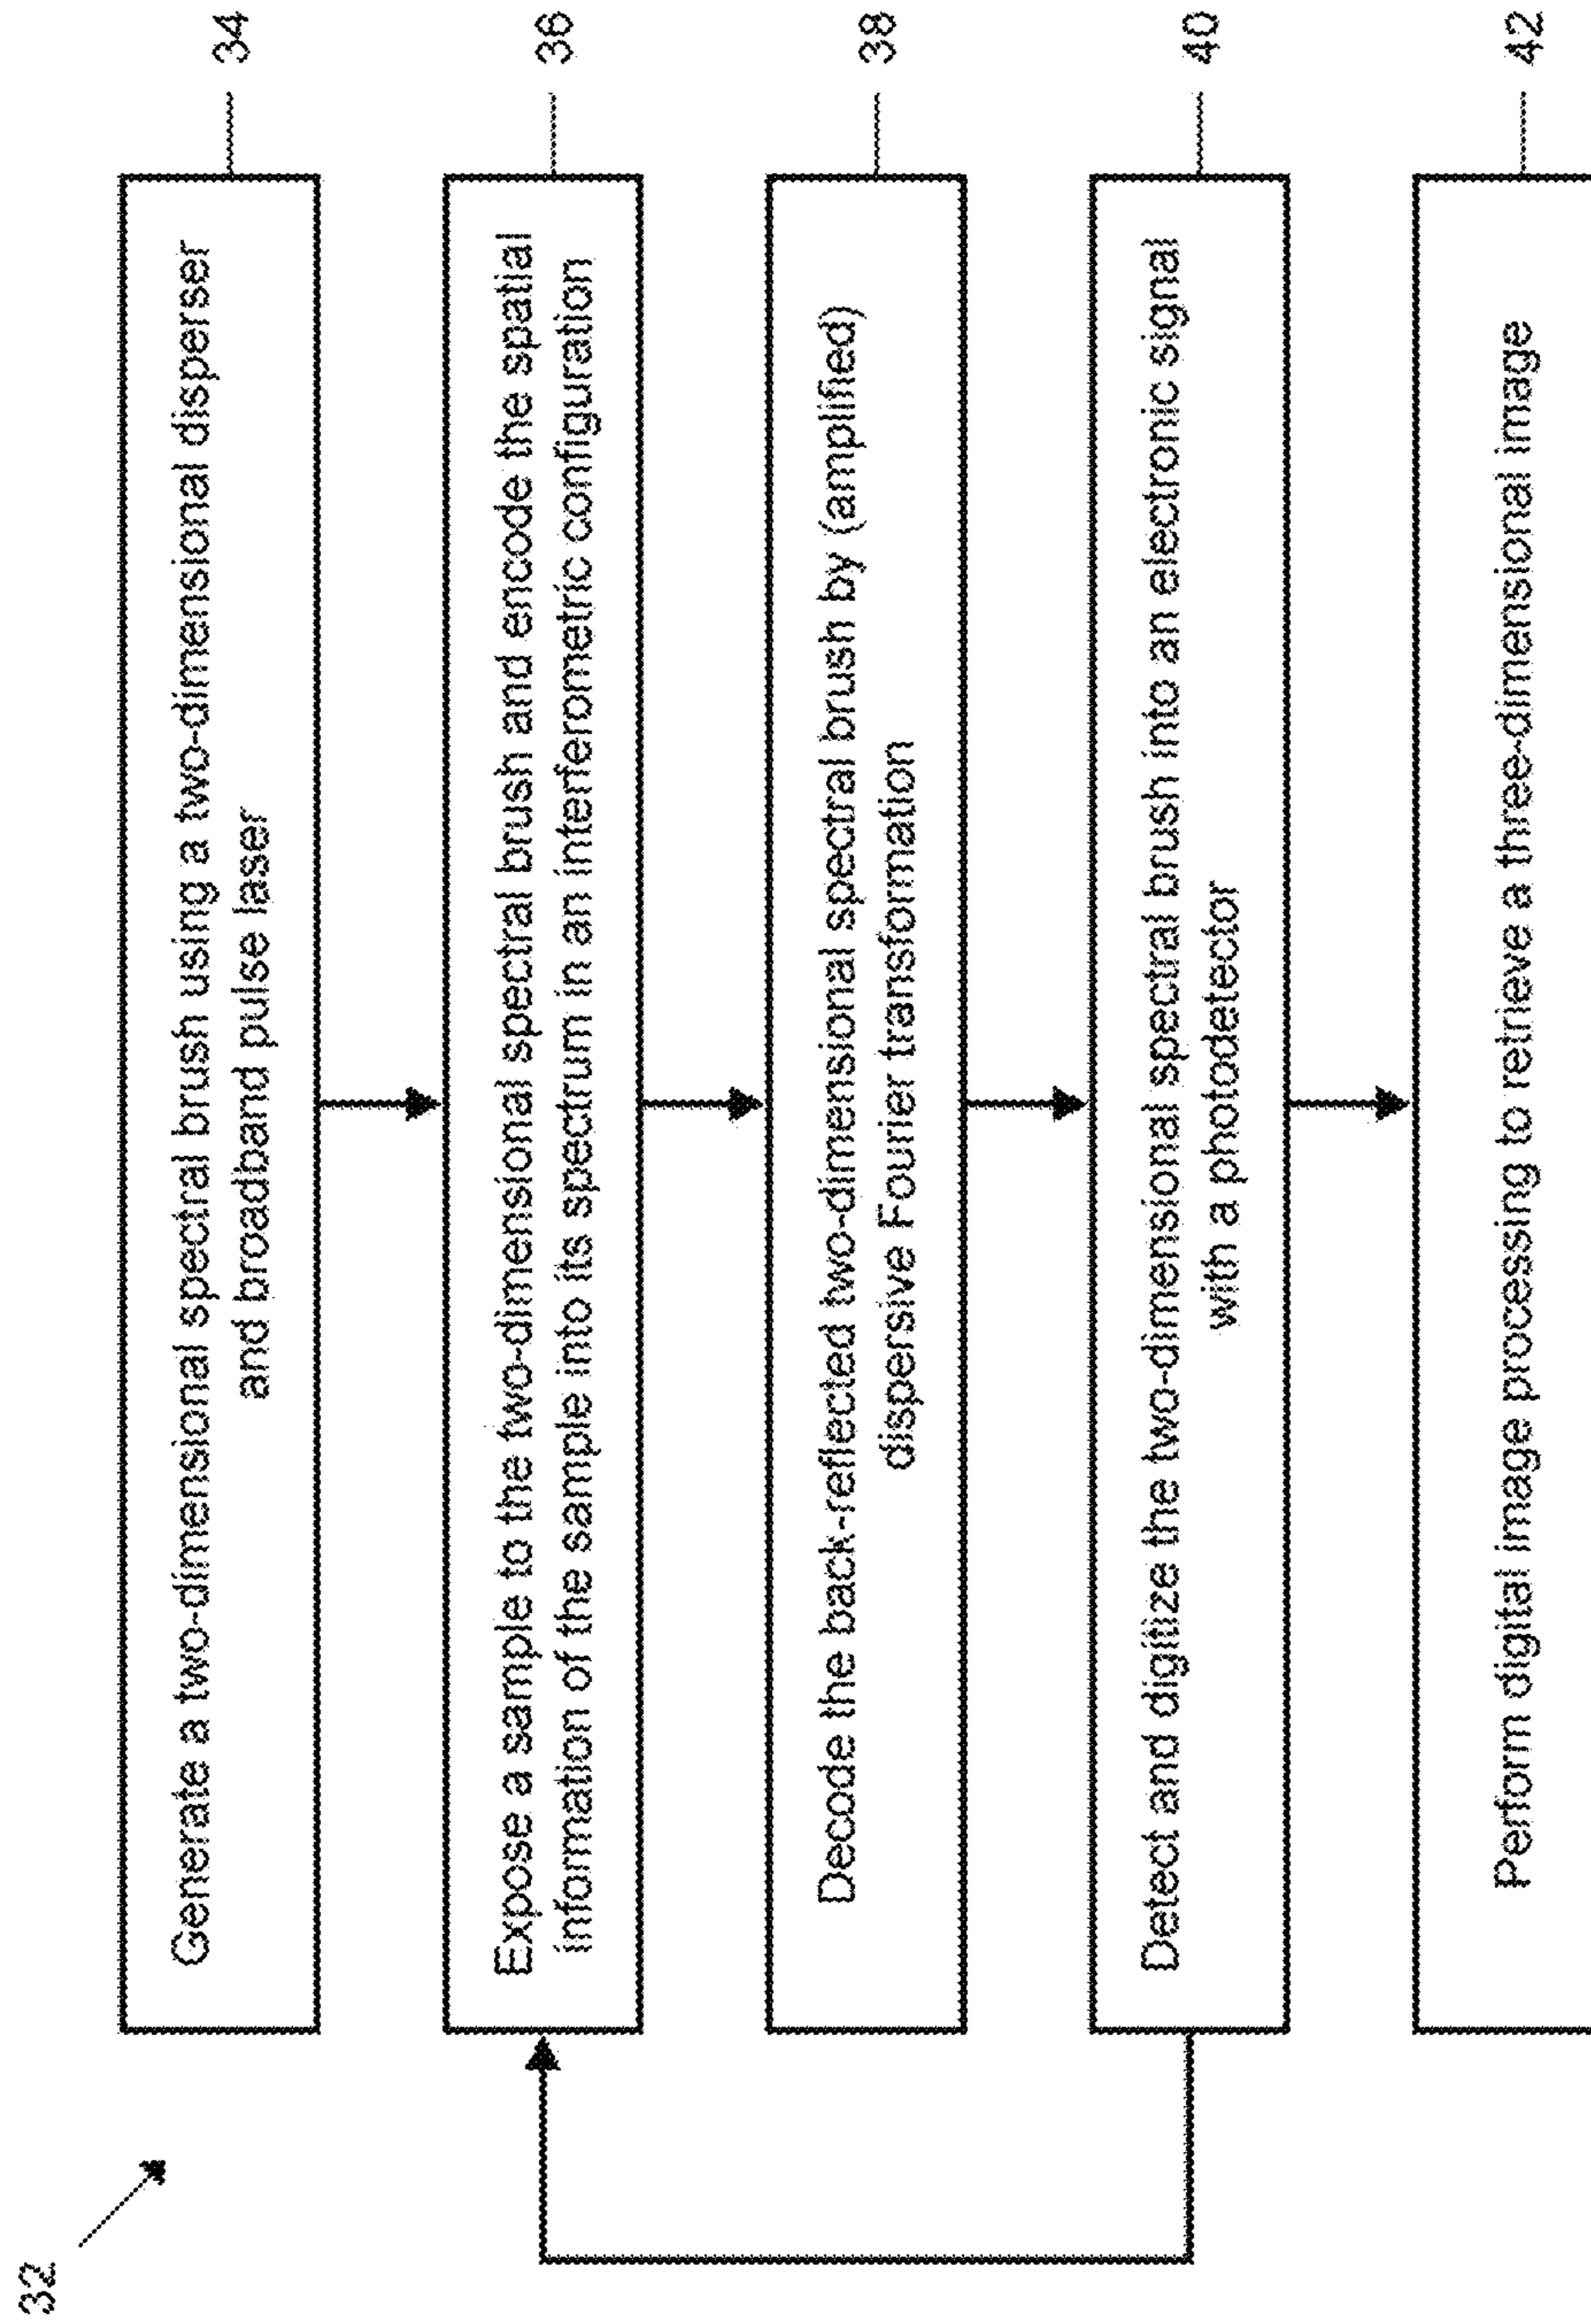 32
Generate a two-dimensional spectral brush using a two-dimensional disperser
and broadband pulse laser
34
Expose a sample to the two-dimensional spectral brush and encode the spatial
information of the sample into its spectrum in an interferometric configuration
36
Decode the back-reflected two-dimensional spectral brush by (amplified)
dispersive Fourier transformation
38
Detect and digitize the two-dimensional spectral brush into an electronic signal
with a photodetector
40
Perform digital image processing to retrieve a three-dimensional image
42